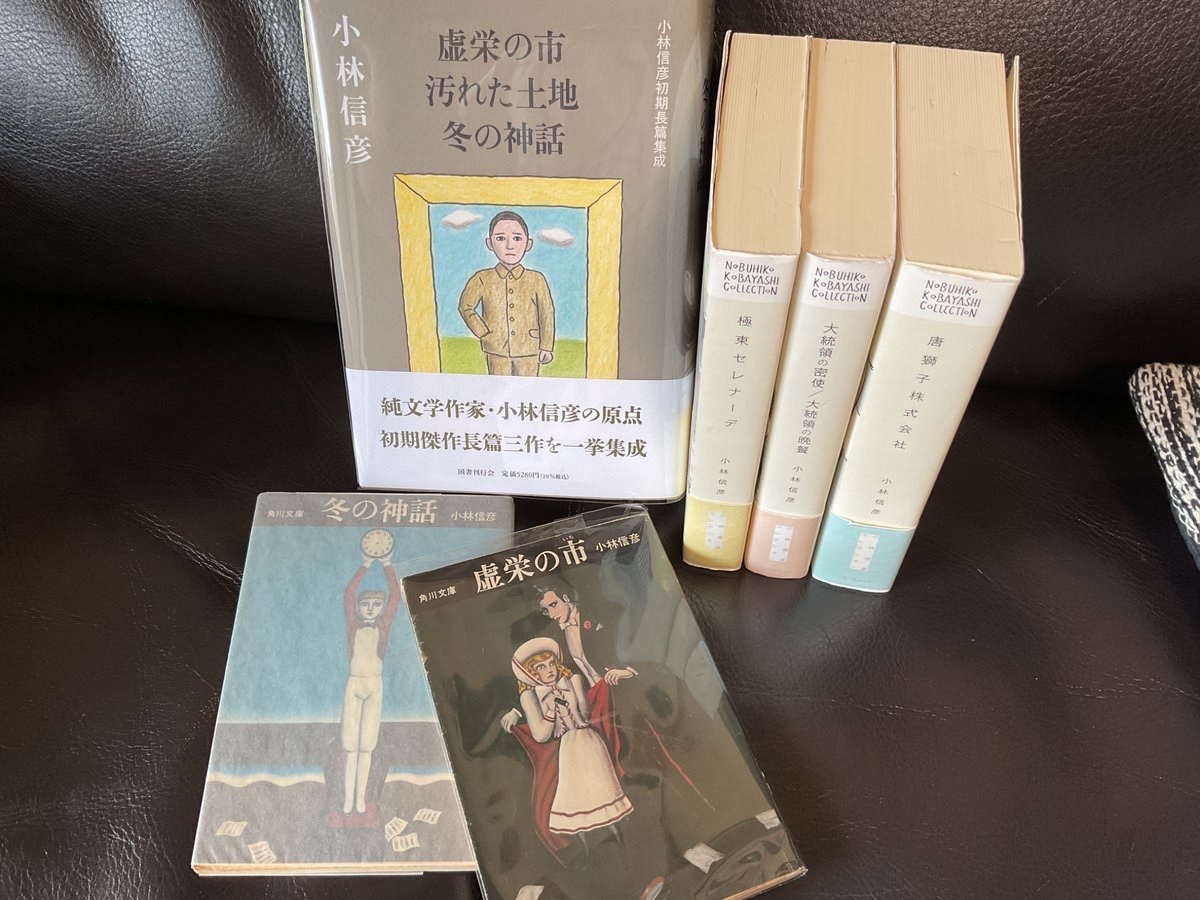 小林信彦
虚栄の市
汚れた土地
冬の神話
小林信彦初期長篇集成
純文学作家・小林信彦の原点
初期傑作長篇三作を一挙集成
国書刊行会 定価5280円(10%税込)
NOBUHIKO
KOBAYASHI
COLLECTION
極東セレナーデ
小林信彦
NOBUHIKO
KOBAYASHI
COLLECTION
大統領の密使/大統領の晩餐
小林信彦
NOBUHIKO
KOBAYASHI
COLLECTION
唐獅子株式会社
小林信彦
角川文庫
冬の神話
小林信彦
角川文庫
虚栄の市
いち
小林信彦